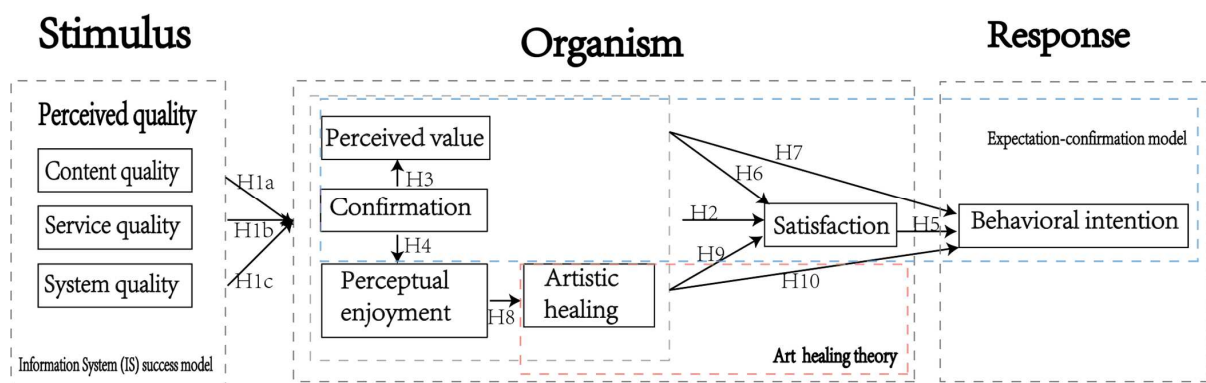 Stimulus
Organism
Response
Perceived quality
Content quality
Service quality
System quality
Information System (IS) success model
H1a
H1b
H1c
Perceived value
H3
Confirmation
H4
Perceptual
enjoyment
H8
Artistic
healing
H7
H6
H2
Satisfaction
H5
H9
H10
Art healing theory
Expectation-confirmation model
Behavioral intention